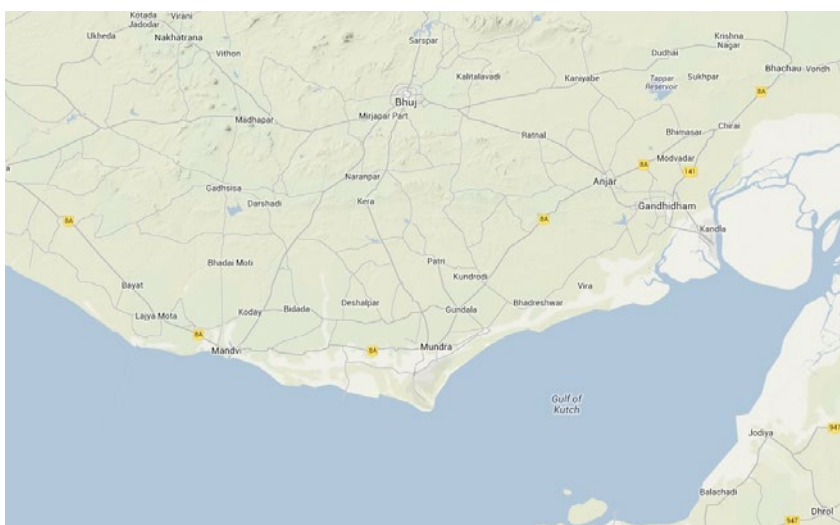 Kotada
Jadodar
Virani
Ukheda
Nakhatrana
Vithon
Sarspar
Krishna
Nagar
Dudhai
Kalitalavadi
Kaniyabe
Tappar
Reservoir
Sukhpar
Bhachau
Vondh
8A
Bhuj
Madhapar
Mirjapar Part
Ratnal
Bhimasar
Chirai
Modvadar
a
Naranpar
8A
141
Anjar
Gadhsisa
Darshadi
Kera
Gandhidham
8A
8A
Kandla
Bhadai Moti
Patri
Kundrodi
Bayat
Vira
Lajya Mota
Koday
Bidada
Deshalpar
Gundala
Bhadreshwar
8A
Mandvi
8A
Mundra
Gulf of
Kutch
Jodiya
947
Balachadi
947
Dhrol